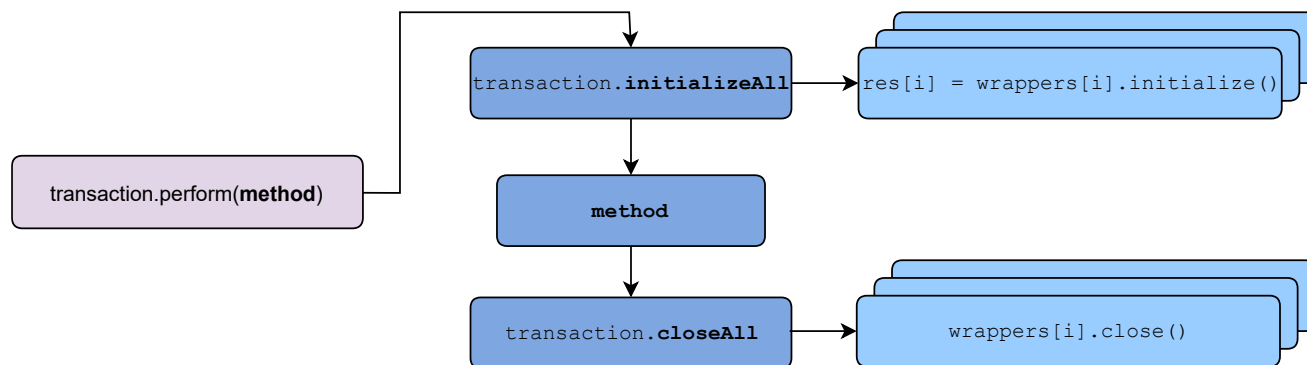 transaction.initializeAll
res[i] = wrappers[i].initialize()
transaction.perform(method)
method
transaction.closeAll
wrappers[i].close()